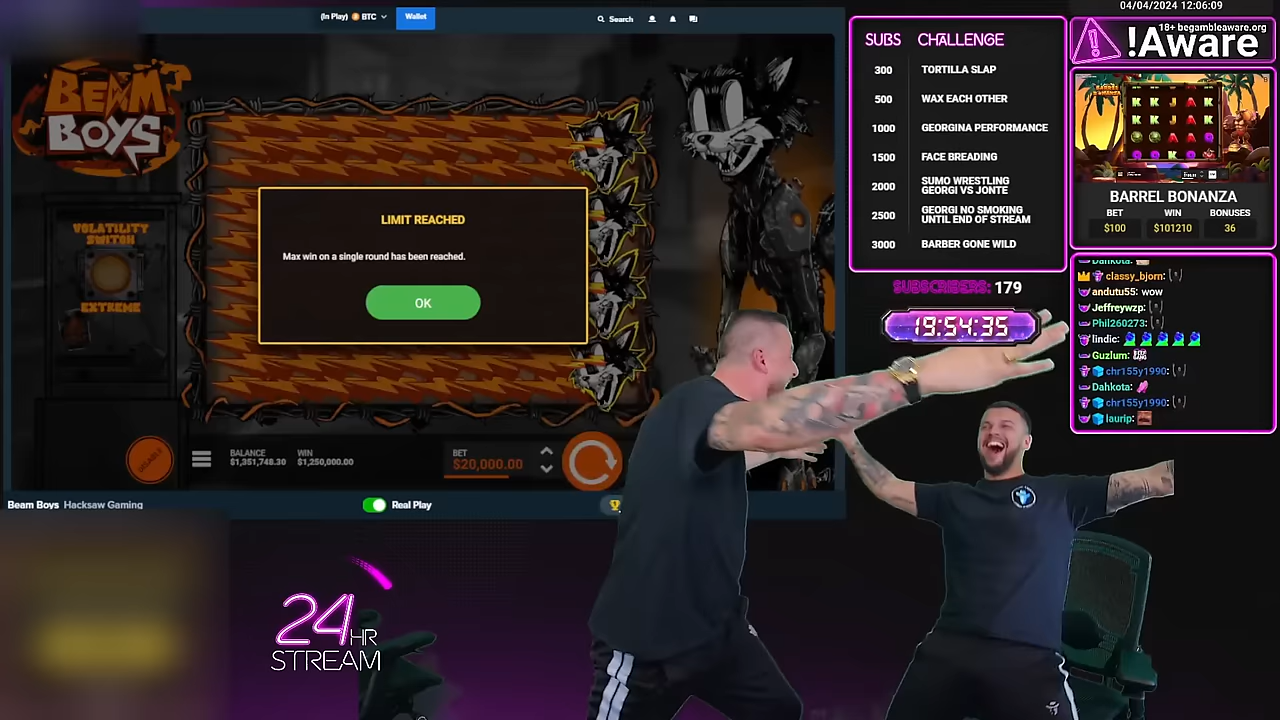 (In Play) BTC
Wallet
Search
BEAM
BOYS
VOLATILITY
SWITCH
EXTREME
LIMIT REACHED
Max win on a single round has been reached.
OK
BALANCE
$1,351,748.30
WIN
$1,250,000.00
BET
$20,000.00
Beam Boys Hacksaw Gaming
Real Play
24HR
STREAM
SUBS CHALLENGE
300 TORTILLA SLAP
500 WAX EACH OTHER
1000 GEORGINA PERFORMANCE
1500 FACE BREADING
2000 SUMO WRESTLING
GEORGI VS JONTE
2500 GEORGI NO SMOKING
UNTIL END OF STREAM
3000 BARBER GONE WILD
SUBSCRIBERS: 179
19:54:35
04/04/2024 12:06:09
18+ begambleaware.org
!Aware
BARREL BONANZA
BET WIN BONUSES
$100 $101210 36
Dahkota:
classy_bjorn:
andutu55: wow
Jeffreywzp:
Phil260273:
lindic:
Guzlum:
chr155y1990:
Dahkota:
chr155y1990:
laurip: